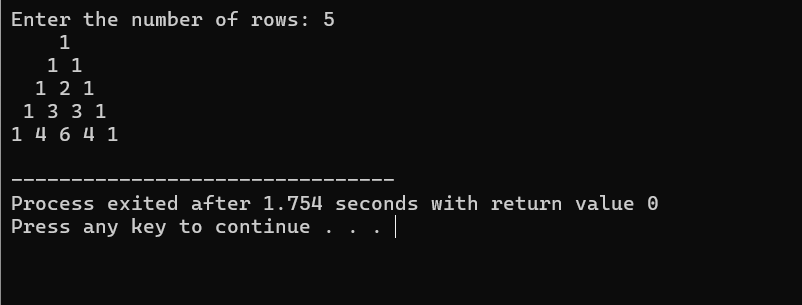 Enter the number of rows: 5
    1
   1 1
  1 2 1
 1 3 3 1
1 4 6 4 1
--------------------------------
Process exited after 1.754 seconds with return value 0
Press any key to continue . . .